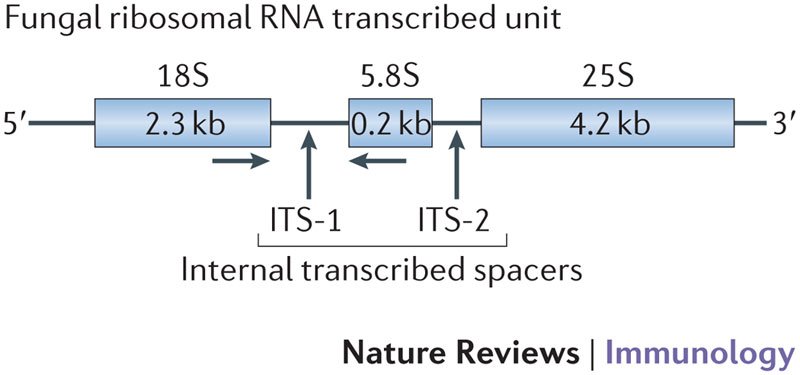 Fungal ribosomal RNA transcribed unit
18S 5.8S 25S
5′ 2.3 kb 0.2 kb 4.2 kb 3′
ITS-1 ITS-2
Internal transcribed spacers
Nature Reviews | Immunology